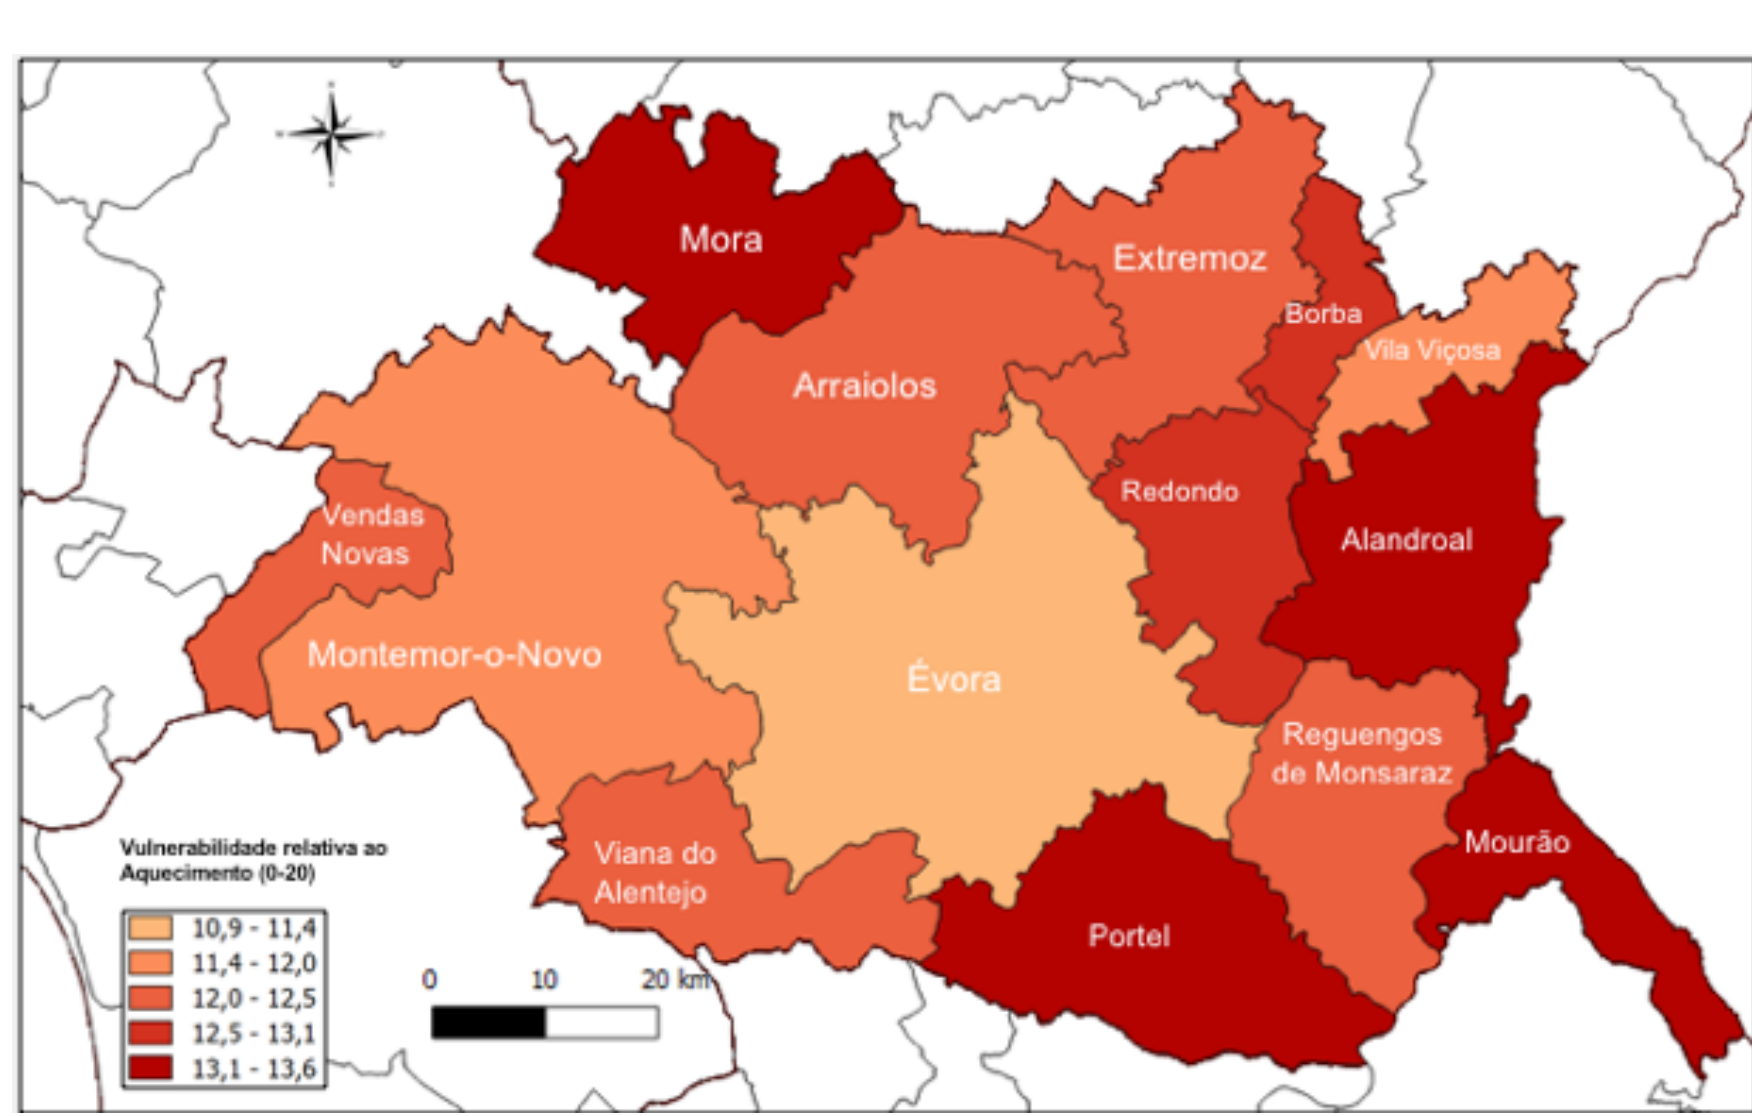 Mora
Extremoz
Borba
Vila Viçosa
Arraiolos
Redondo
Vendas
Novas
Alandroal
Montemor-o-Novo
Évora
Reguengos
de Monsaraz
Mourão
Viana do
Alentejo
Portel
Vulnerabilidade relativa ao
Aquecimento (0-20)
10,9 - 11,4
11,4 - 12,0
12,0 - 12,5
12,5 - 13,1
13,1 - 13,6
0 10 20 km